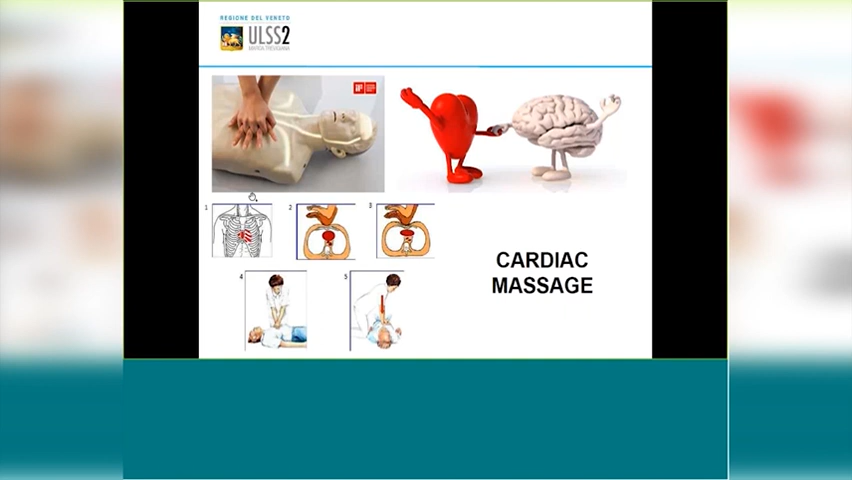 REGIONE DEL VENETO
ULSS2
MARCA TREVIGIANA
1
2
3
4
5
CARDIAC
MASSAGE